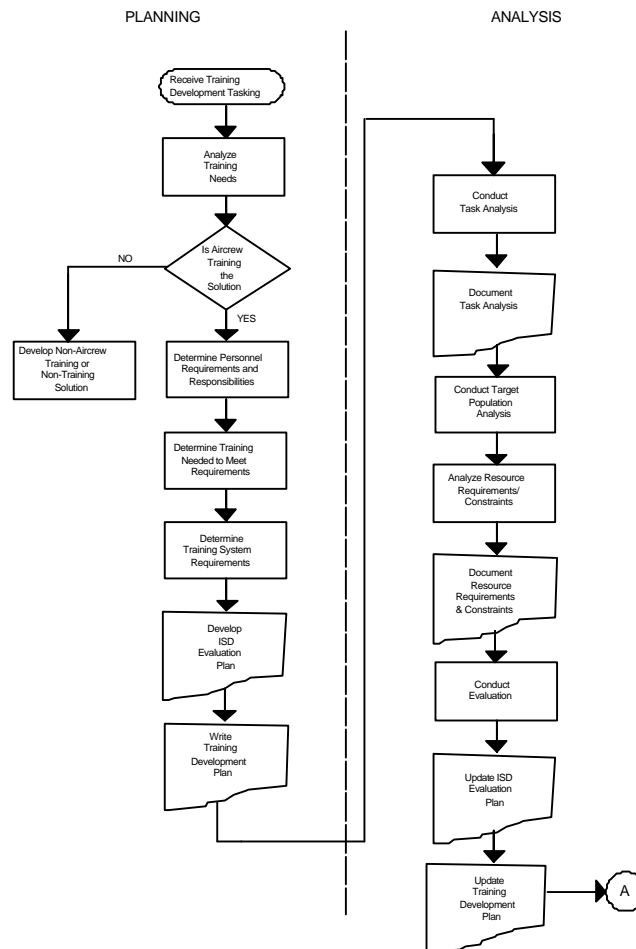 PLANNING
Receive Training
Development Tasking
Analyze
Training
Needs
Is Aircrew
Training
the
Solution
NO
YES
Develop Non-Aircrew
Training or
Non-Training
Solution
Determine Personnel
Requirements and
Responsibilities
Determine Training
Needed to Meet
Requirements
Determine
Training System
Requirements
Develop
ISD
Evaluation
Plan
Write
Training
Development
Plan
ANALYSIS
Conduct
Task Analysis
Document
Task Analysis
Conduct Target
Population
Analysis
Analyze Resource
Requirements/
Constraints
Document
Resource
Requirements
& Constraints
Conduct
Evaluation
Update ISD
Evaluation
Plan
Update
Training
Development
Plan
A